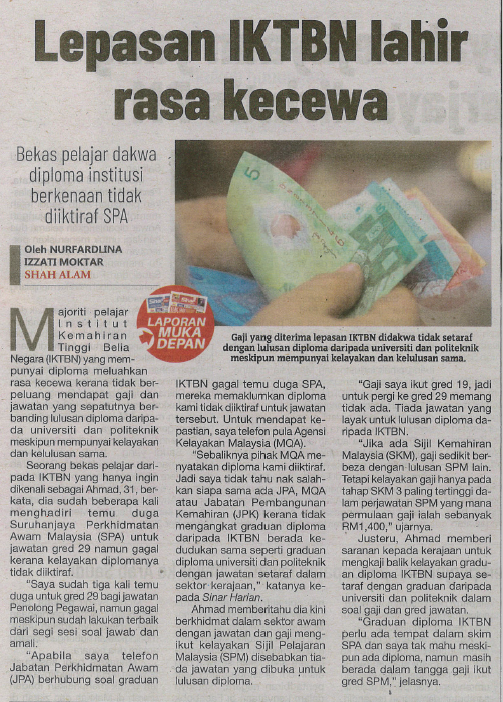 Lepasan IKTBN lahir
rasa kecewa
Bekas pelajar dakwa
diploma institusi
berkenaan tidak
diiktiraf SPA
Oleh NURFARDLINA
IZZATI MOKTAR
SHAH ALAM
LAPORAN
MUKA
DEPAN
Gaji yang diterima lepasan IKTBN didakwa tidak setaraf
dengan lulusan diploma daripada universiti dan politeknik
meskipun mempunyai kelayakan dan kelulusan sama.
Majoriti pelajar
Institut
Kemahiran
Tinggi Belia
Negara (IKTBN) yang mem-
punyai diploma meluahkan
rasa kecewa kerana tidak ber-
peluang mendapat gaji dan
jawatan yang sepatutnya ber-
banding lulusan diploma daripa-
da universiti dan politeknik
meskipun mempunyai kelayakan
dan kelulusan sama.
Seorang bekas pelajar dari-
pada IKTBN yang hanya ingin
dikenali sebagai Ahmad, 31, ber-
kata, dia sudah beberapa kali
menghadiri temu duga
Suruhanjaya Perkhidmatan
Awam Malaysia (SPA) untuk
jawatan gred 29 namun gagal
kerana kelayakan diplomanya
tidak diiktiraf.
"Saya sudah tiga kali temu
duga untuk gred 29 bagi jawatan
Penolong Pegawai, namun gagal
meskipun sudah lakukan terbaik
dari segi sesi soal jawab dan
amali.
"Apabila saya telefon
Jabatan Perkhidmatan Awam
(JPA) berhubung soal graduan
IKTBN gagal temu duga SPA,
mereka memaklumkan diploma
kami tidak diiktiraf untuk jawatan
tersebut. Untuk mendapat ke-
pastian, saya telefon pula Agensi
Kelayakan Malaysia (MQA).
"Sebaliknya pihak MQA me-
nyatakan diploma kami diiktiraf.
Jadi saya tidak tahu nak salah-
kan siapa sama ada JPA, MQA
atau Jabatan Pembangunan
Kemahiran (JPK) kerana tidak
mengangkat graduan diploma
daripada IKTBN berada ke-
dudukan sama seperti graduan
diploma universiti dan politeknik
dengan jawatan setaraf dalam
sektor kerajaan," katanya ke-
pada Sinar Harian.
Ahmad memberitahu dia kini
berkhidmat dalam sektor awam
dengan jawatan dan gaji meng-
ikut kelayakan Sijil Pelajaran
Malaysia (SPM) disebabkan tia-
da jawatan yang dibuka untuk
lulusan diploma.
"Gaji saya ikut gred 19, jadi
untuk pergi ke gred 29 memang
tidak ada. Tiada jawatan yang
layak untuk lulusan diploma da-
ripada IKTBN.
"Jika ada Sijil Kemahiran
Malaysia (SKM), gaji sedikit ber-
beza dengan lulusan SPM lain.
Tetapi kelayakan gaji hanya pada
tahap SKM 3 paling tertinggi da-
lam perjawatan SPM yang mana
permulaan gaji ialah sebanyak
RM1,400," ujarnya.
Justeru, Ahmad memberi
saranan kepada kerajaan untuk
mengkaji balik kelayakan gradu-
an diploma IKTBN supaya se-
taraf dengan graduan daripada
universiti dan politeknik dalam
soal gaji dan gred jawatan.
"Graduan diploma IKTBN
perlu ada tempat dalam skim
SPA dan saya tak mahu meski-
pun ada diploma, namun masih
berada dalam tangga gaji ikut
gred SPM," jelasnya.